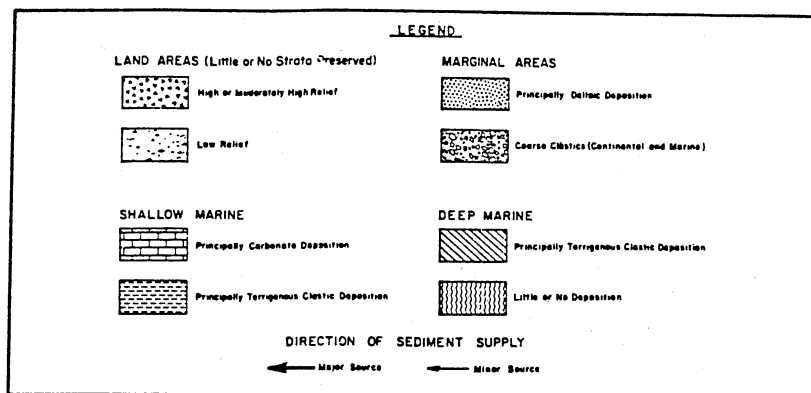 LEGEND
LAND AREAS (Little or No Strata Preserved)
High or Moderately High Relief
Low Relief
MARGINAL AREAS
Principally Deltaic Deposition
Coarse Clastics (Continental and Marine)
SHALLOW MARINE
Principally Carbonate Deposition
Principally Terrigenous Clastic Deposition
DEEP MARINE
Principally Terrigenous Clastic Deposition
Little or No Deposition
DIRECTION OF SEDIMENT SUPPLY
Major Source
Minor Source